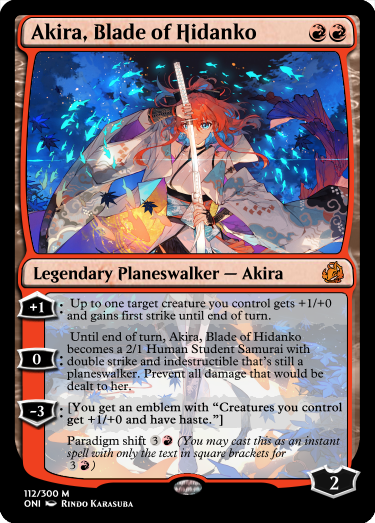 Akira, Blade of Hidanko
Legendary Planeswalker — Akira
+1: Up to one target creature you control gets +1/+0
and gains first strike until end of turn.
Until end of turn, Akira, Blade of Hidanko
becomes a 2/1 Human Student Samurai with
0: double strike and indestructible that's still a
planeswalker. Prevent all damage that would be
dealt to her.
-3: [You get an emblem with “Creatures you control
get +1/+0 and have haste.”]
Paradigm shift 3 (You may cast this as an instant
spell with only the text in square brackets for
3 )
2
112/300 M
ONI Rindo Karasuba